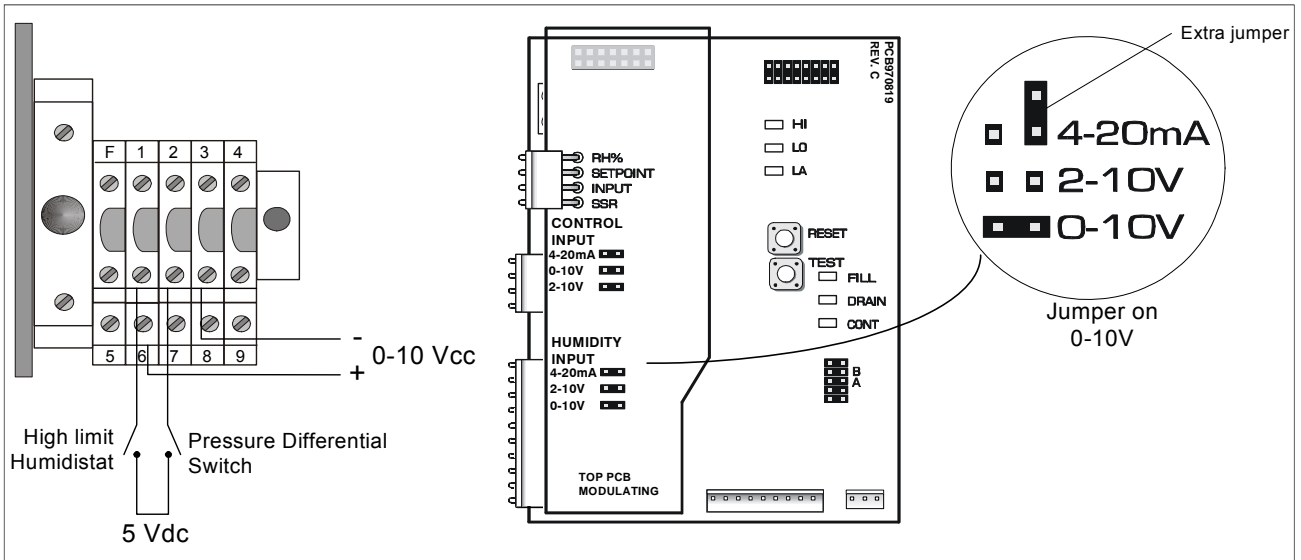 F 1 2 3 4
5 6 7 8 9
-
0-10 Vcc
+
High limit
Humidistat
Pressure Differential
Switch
5 Vdc
PCB970819
REV. C
HI
LO
LA
RH%
SETPOINT
INPUT
SSR
CONTROL
INPUT
4-20mA
0-10V
2-10V
RESET
TEST
FILL
DRAIN
CONT
HUMIDITY
INPUT
4-20mA
2-10V
0-10V
B
A
TOP PCB
MODULATING
Extra jumper
4-20mA
2-10V
0-10V
Jumper on
0-10V